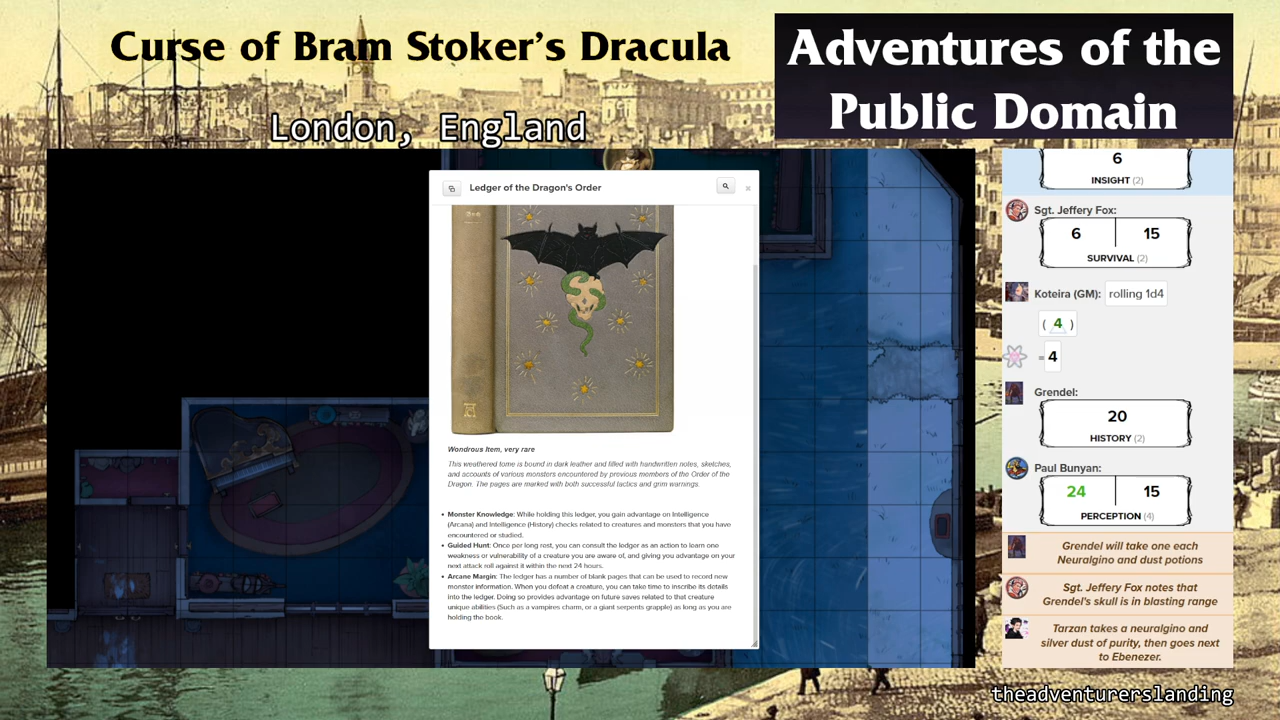 Curse of Bram Stoker's Dracula
London, England
Adventures of the
Public Domain
Ledger of the Dragon's Order
Wondrous Item, very rare
This weathered tome is bound in dark leather and filled with handwritten notes, sketches,
and accounts of various monsters encountered by previous members of the Order of the
Dragon. The pages are marked with both successful tactics and grim warnings.
• Monster Knowledge: While holding this ledger, you gain advantage on Intelligence
(Arcana) and Intelligence (History) checks related to creatures and monsters that you have
encountered or studied.
• Guided Hunt: Once per long rest, you can consult the ledger as an action to learn one
weakness or vulnerability of a creature you are aware of, and giving you advantage on your
next attack roll against it within the next 24 hours.
• Arcane Margin: The ledger has a number of blank pages that can be used to record new
monster information. When you defeat a creature, you can take time to inscribe its details
into the ledger. Doing so provides advantage on future saves related to that creature
unique abilities (Such as a vampires charm, or a giant serpents grapple) as long as you are
holding the book.
6
INSIGHT (2)
Sgt. Jeffery Fox:
6 15
SURVIVAL (2)
Koteira (GM): rolling 1d4
( 4 )
= 4
Grendel:
20
HISTORY (2)
Paul Bunyan:
24 15
PERCEPTION (4)
Grendel will take one each
Neuralgino and dust potions
Sgt. Jeffery Fox notes that
Grendel's skull is in blasting range
Tarzan takes a neuralgino and
silver dust of purity, then goes next
to Ebenezer.
theadventurerslanding